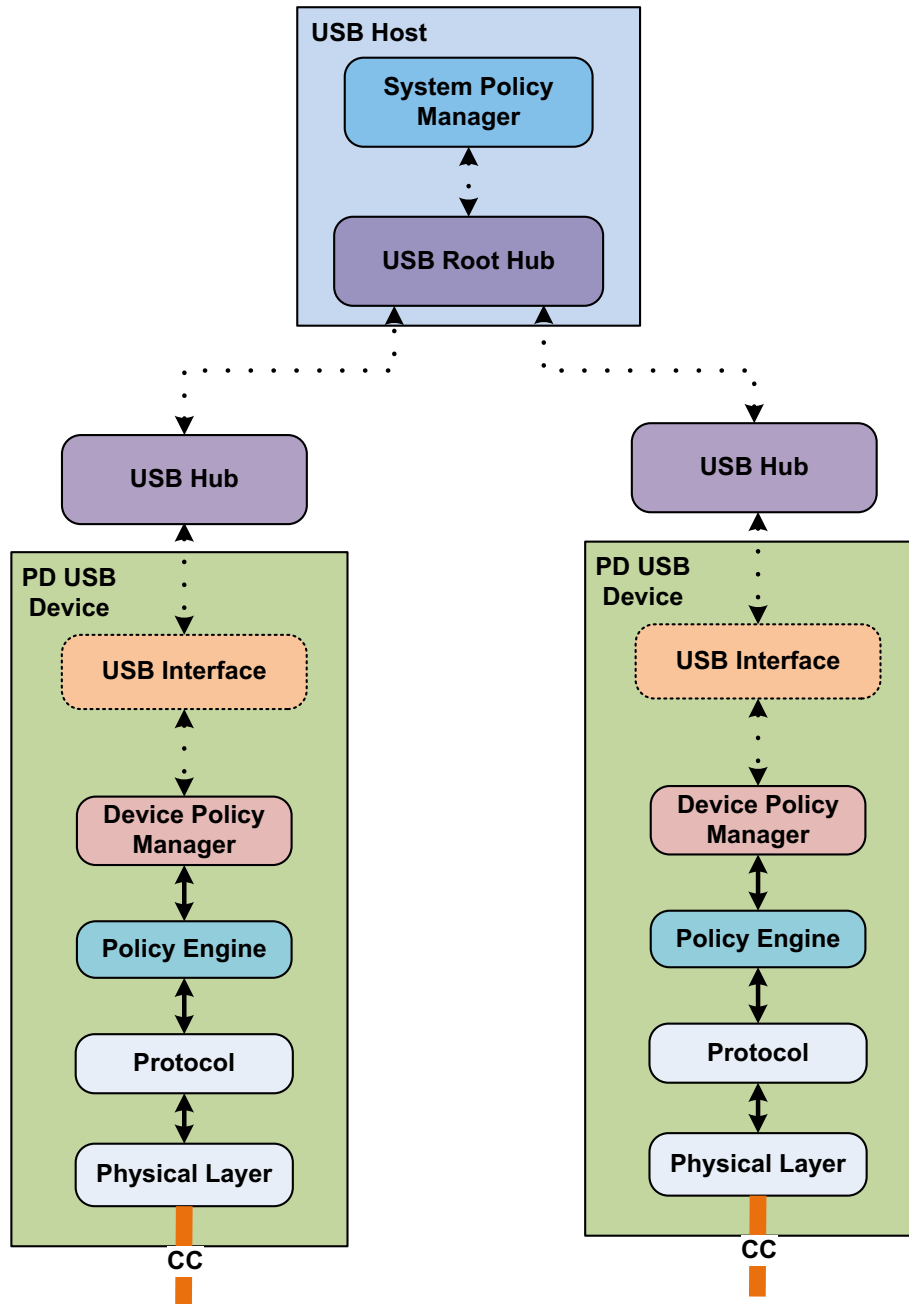 USB Host
System Policy
Manager
USB Root Hub
USB Hub
PD USB
Device
USB Interface
Device Policy
Manager
Policy Engine
Protocol
Physical Layer
CC
USB Hub
PD USB
Device
USB Interface
Device Policy
Manager
Policy Engine
Protocol
Physical Layer
CC